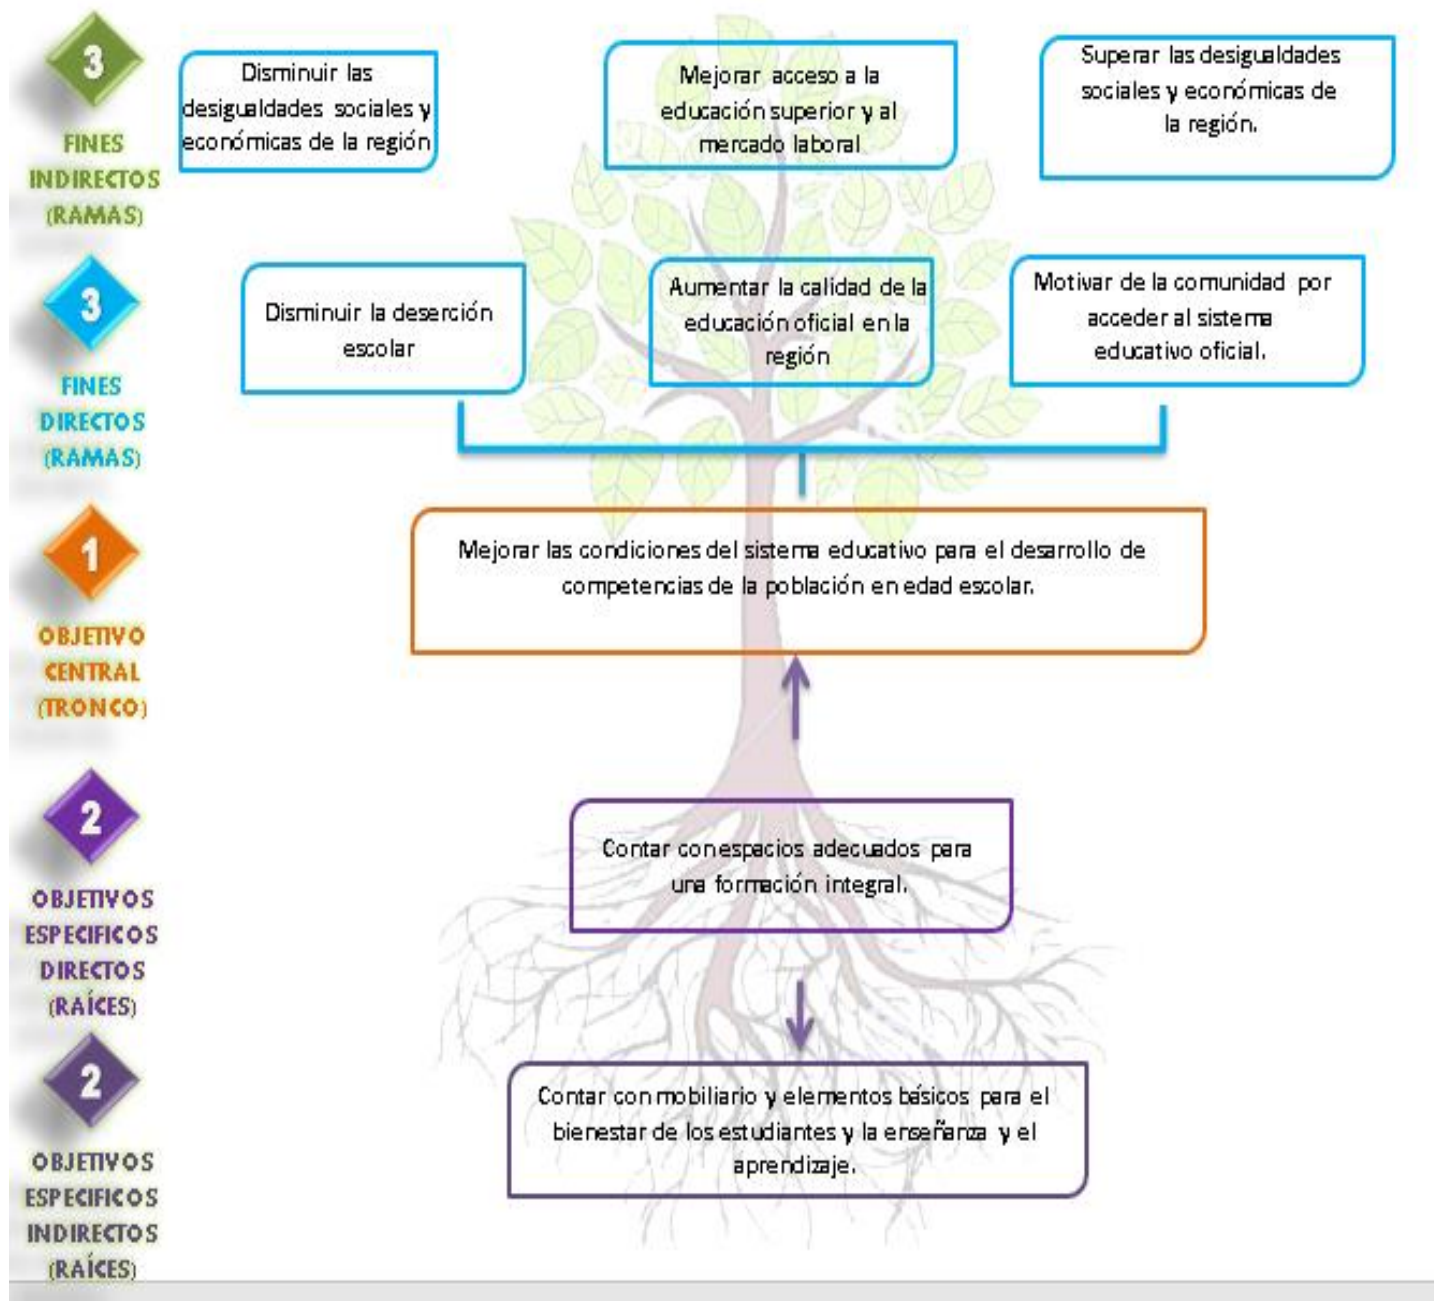 3
FINES
INDIRECTOS
(RAMAS)
Disminuir las
desigualdades sociales y
económicas de la región
Mejorar acceso a la
educación superior y al
mercado laboral
Superar las desigualdades
sociales y económicas de
la región.
3
FINES
DIRECTOS
(RAMAS)
Disminuir la deserción
escolar
Aumentar la calidad de la
educación oficial en la
región
Motivar de la comunidad por
acceder al sistema
educativo oficial.
1
OBJETIVO
CENTRAL
(TRONCO)
Mejorar las condiciones del sistema educativo para el desarrollo de
competencias de la población en edad escolar.
2
OBJETIVOS
ESPECIFICOS
DIRECTOS
(RAÍCES)
Contar con espacios adecuados para
una formación integral.
2
OBJETIVOS
ESPECIFICOS
INDIRECTOS
(RAÍCES)
Contar con mobiliario y elementos básicos para el
bienestar de los estudiantes y la enseñanza y el
aprendizaje.